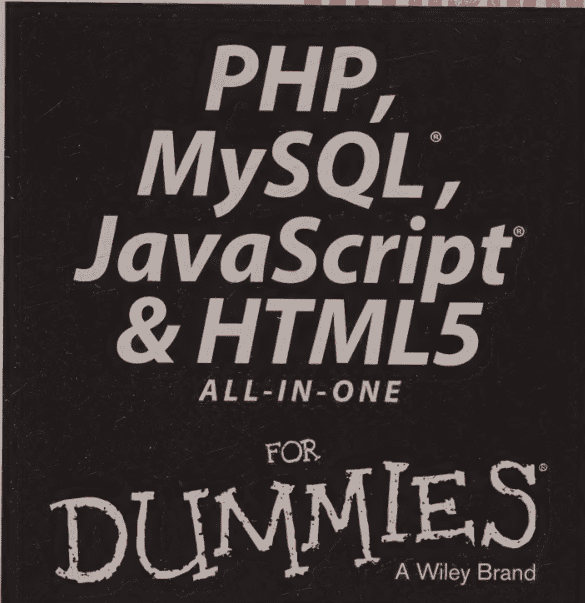 PHP,
MySQL®,
JavaScript®
& HTML5
ALL-IN-ONE
FOR
DUMMIES®
A Wiley Brand